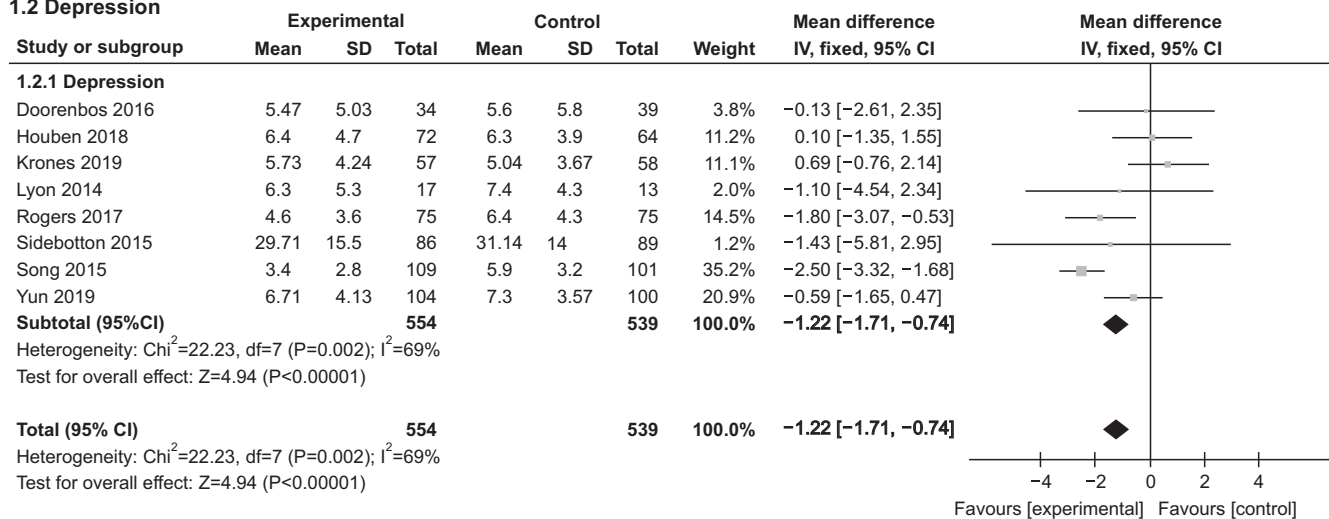 1.2 Depression
Experimental Control Mean difference Mean difference
Study or subgroup Mean SD Total Mean SD Total Weight IV, fixed, 95% CI IV, fixed, 95% CI
1.2.1 Depression
Doorenbos 2016 5.47 5.03 34 5.6 5.8 39 3.8% −0.13 [−2.61, 2.35]
Houben 2018 6.4 4.7 72 6.3 3.9 64 11.2% 0.10 [−1.35, 1.55]
Krones 2019 5.73 4.24 57 5.04 3.67 58 11.1% 0.69 [−0.76, 2.14]
Lyon 2014 6.3 5.3 17 7.4 4.3 13 2.0% −1.10 [−4.54, 2.34]
Rogers 2017 4.6 3.6 75 6.4 4.3 75 14.5% −1.80 [−3.07, −0.53]
Sidebotton 2015 29.71 15.5 86 31.14 14 89 1.2% −1.43 [−5.81, 2.95]
Song 2015 3.4 2.8 109 5.9 3.2 101 35.2% −2.50 [−3.32, −1.68]
Yun 2019 6.71 4.13 104 7.3 3.57 100 20.9% −0.59 [−1.65, 0.47]
Subtotal (95%CI) 554 539 100.0% −1.22 [−1.71, −0.74]
Heterogeneity: Chi²=22.23, df=7 (P=0.002); I²=69%
Test for overall effect: Z=4.94 (P<0.00001)
Total (95% CI) 554 539 100.0% −1.22 [−1.71, −0.74]
Heterogeneity: Chi²=22.23, df=7 (P=0.002); I²=69%
Test for overall effect: Z=4.94 (P<0.00001)
−4 −2 0 2 4
Favours [experimental] Favours [control]